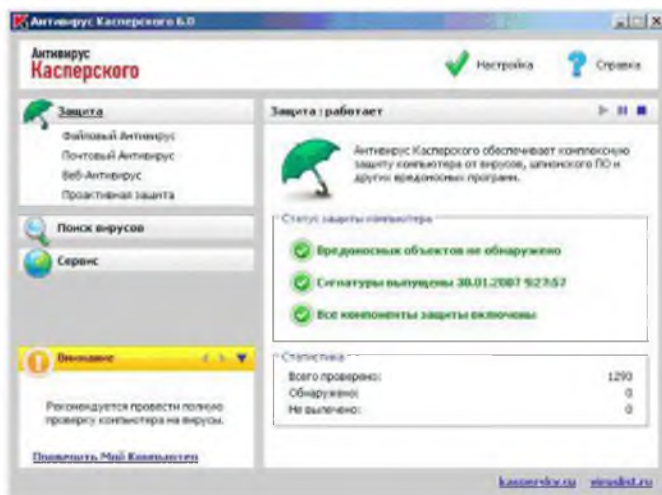 Антивирус Касперского 6.0
Антивирус
Касперского
Настройка
Справка
Защита
Файловый Антивирус
Почтовый Антивирус
Веб-Антивирус
Проактивная защита
Поиск вирусов
Сервис
Внимание
Рекомендуется провести полную
проверку компьютера на вирусы.
Проверить Мой Компьютер
Защита : работает
Антивирус Касперского обеспечивает комплексную
защиту компьютера от вирусов, шпионского ПО и
других вредоносных программ.
Статус защиты компьютера
Вредоносных объектов не обнаружено
Сигнатуры выпущены 30.01.2007 9:27:57
Все компоненты защиты включены
Статистика
Всего проверено: 1293
Обнаружено: 0
Не вылечено: 0
kaspersky.ru viruslist.ru